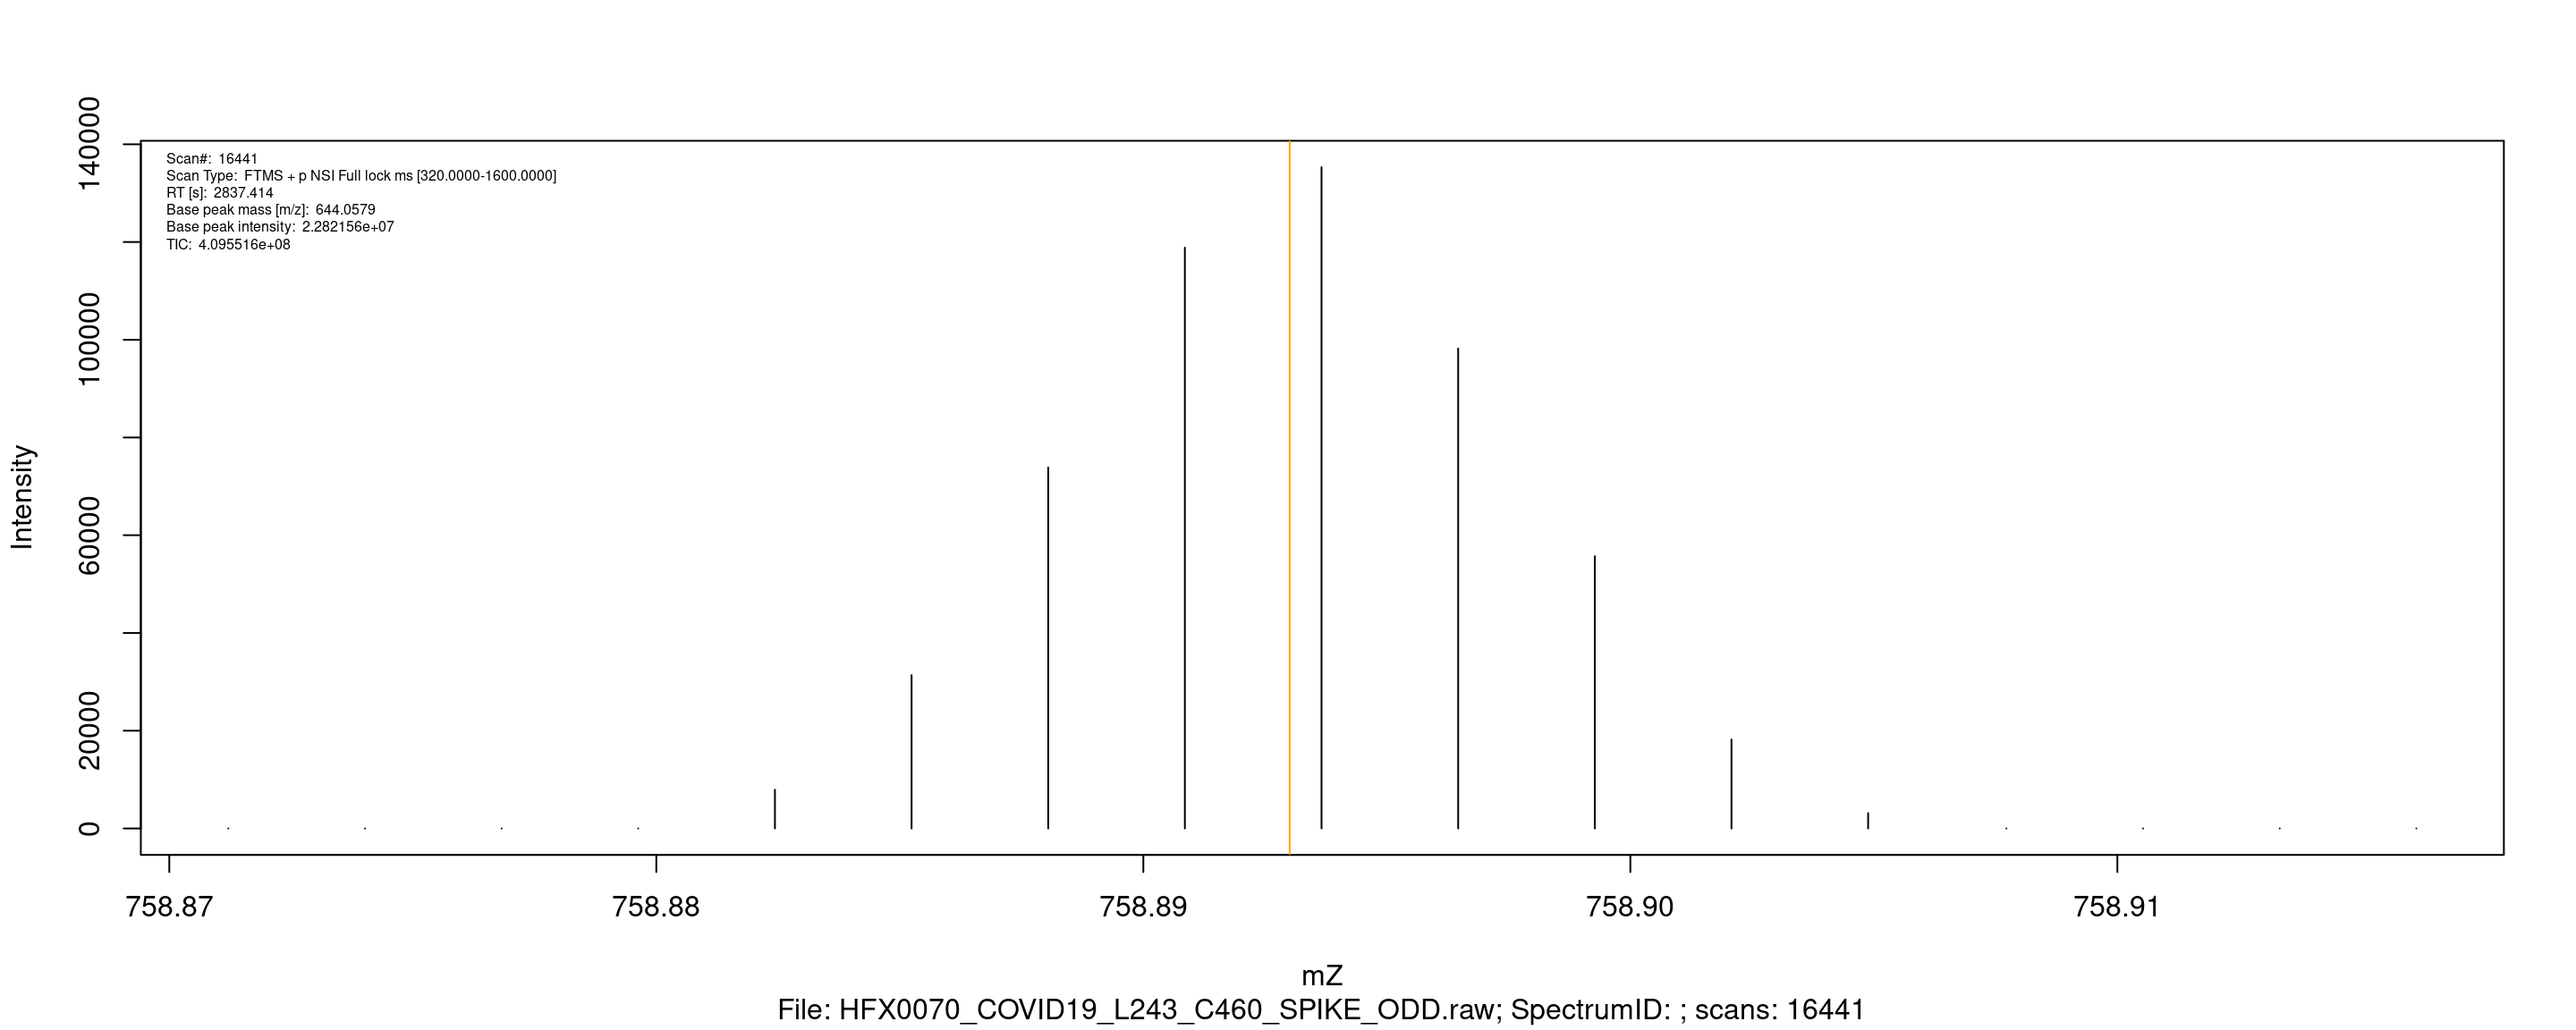 Scan#: 16441
Scan Type: FTMS + p NSI Full lock ms [320.0000-1600.0000]
RT [s]: 2837.414
Base peak mass [m/z]: 644.0579
Base peak intensity: 2.282156e+07
TIC: 4.095516e+08
140000
100000
60000
20000
0
Intensity
758.87 758.88 758.89 758.90 758.91
mZ
File: HFX0070_COVID19_L243_C460_SPIKE_ODD.raw; SpectrumID: ; scans: 16441